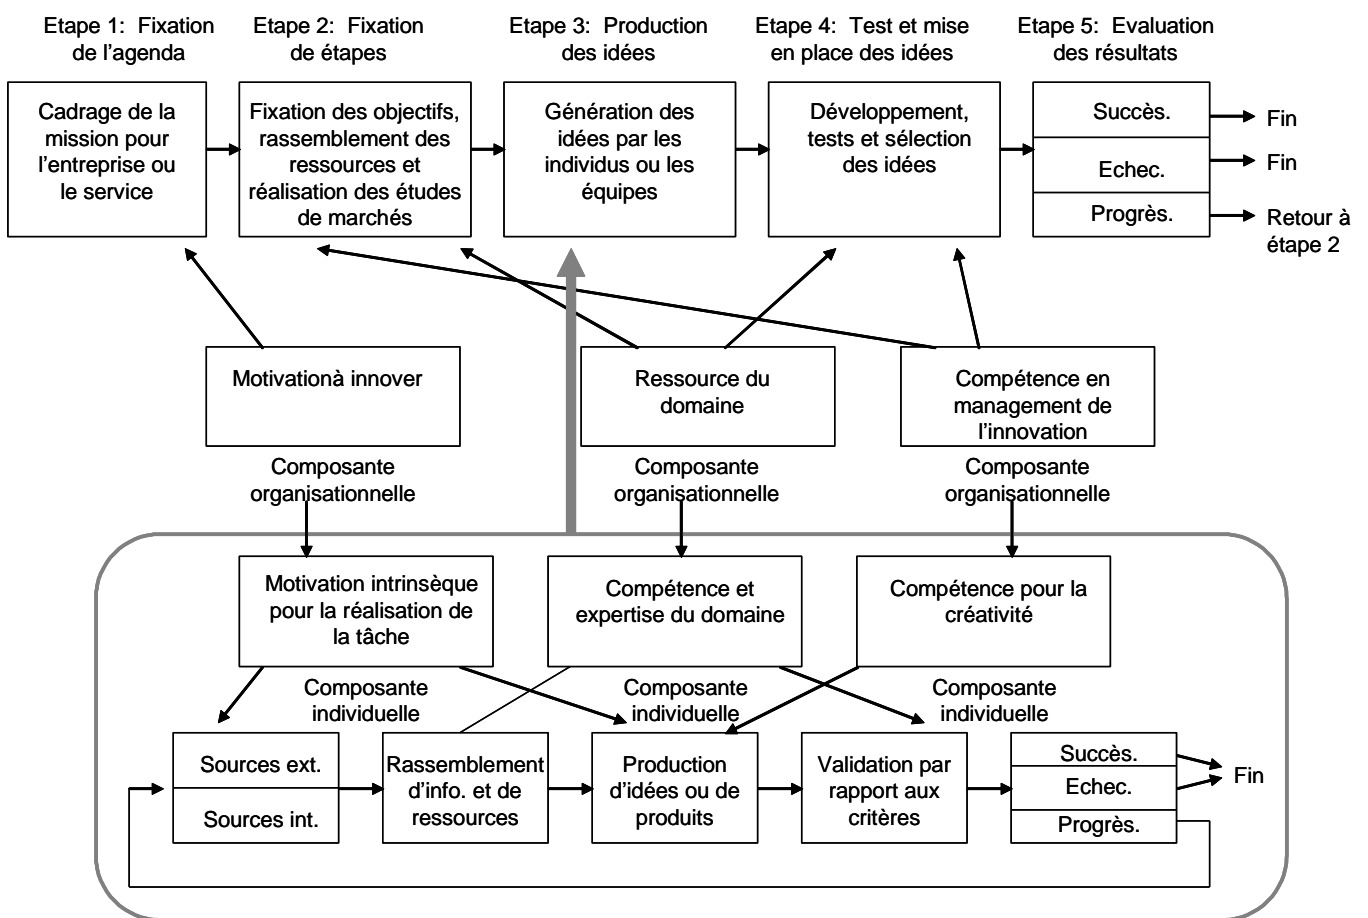 Etape 1:  Fixation
de l'agenda
Etape 2:  Fixation
de étapes
Etape 3:  Production
des idées
Etape 4:  Test et mise
en place des idées
Etape 5:  Evaluation
des résultats
Cadrage de la
mission pour
l'entreprise ou
le service
Fixation des objectifs,
rassemblement des
ressources et
réalisation des études
de marchés
Génération des
idées par les
individus ou les
équipes
Développement,
tests et sélection
des idées
Succès.
Echec.
Progrès.
Fin
Fin
Retour à
étape 2
Motivationà innover
Ressource du
domaine
Compétence en
management de
l'innovation
Composante
organisationnelle
Composante
organisationnelle
Composante
organisationnelle
Motivation intrinsèque
pour la réalisation de
la tâche
Compétence et
expertise du domaine
Compétence pour la
créativité
Composante
individuelle
Composante
individuelle
Composante
individuelle
Sources ext.
Sources int.
Rassemblement
d'info. et de
ressources
Production
d'idées ou de
produits
Validation par
rapport aux
critères
Succès.
Echec.
Progrès.
Fin